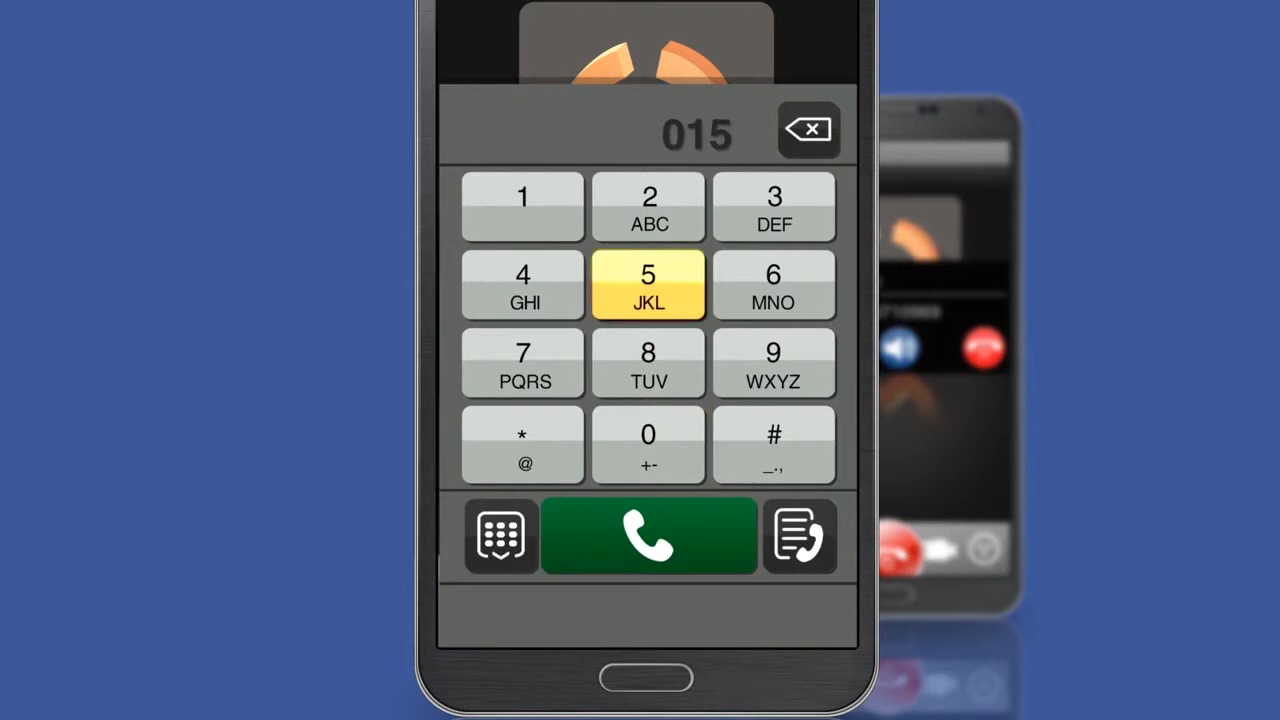 015
1 2 3
ABC DEF
4 5 6
GHI JKL MNO
7 8 9
PQRS TUV WXYZ
* 0 #
@ +- _.,